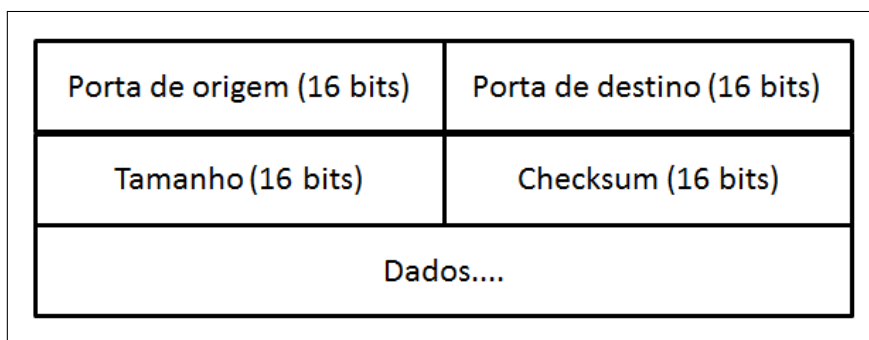 Porta de origem (16 bits)
Porta de destino (16 bits)
Tamanho (16 bits)
Checksum (16 bits)
Dados....